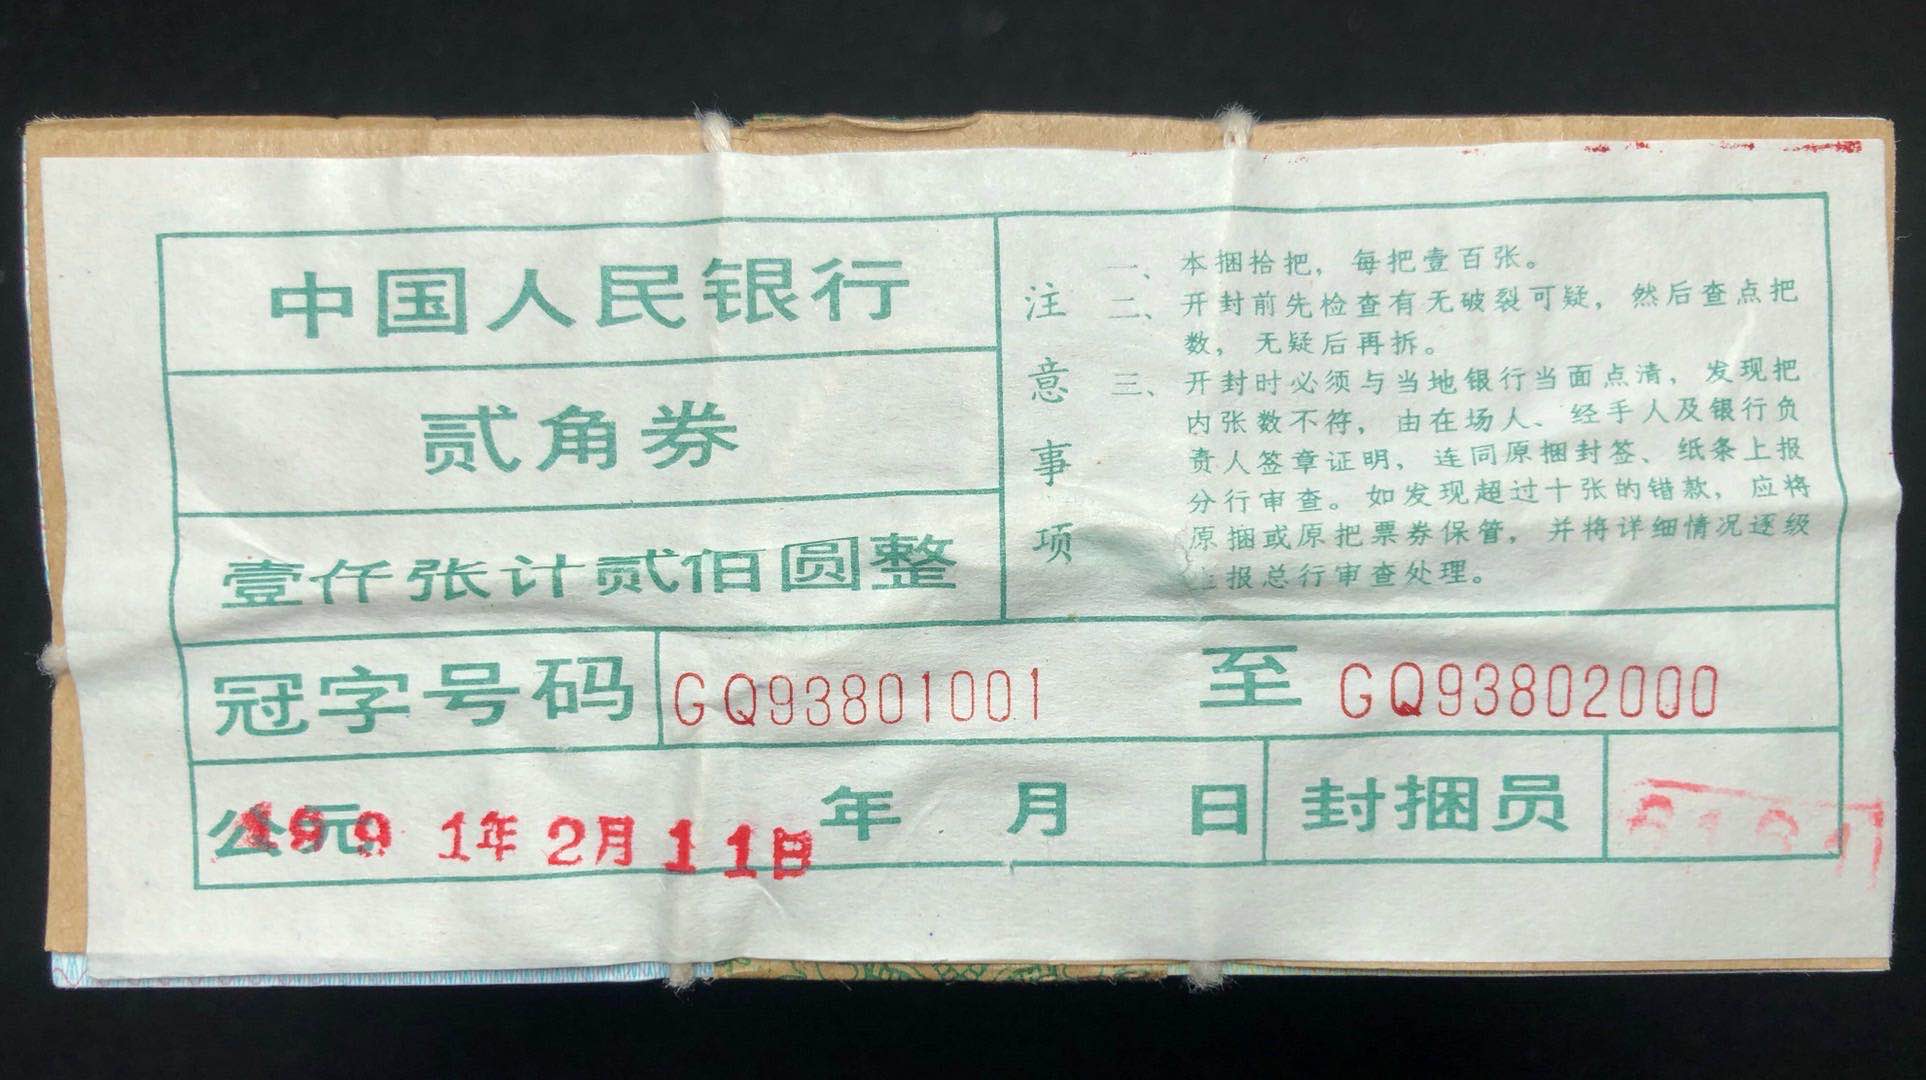 中国人民银行
贰角券
壹仟张计贰佰圆整
注意事项
一、本捆拾把，每把壹百张。
二、开封前先检查有无破裂可疑，然后查点把
数，无疑后再拆。
三、开封时必须与当地银行当面点清，发现把
内张数不符，由在场人、经手人及银行负
责人签章证明，连同原捆封签、纸条上报
分行审查。如发现超过十张的错款，应将
原捆或原把票券保管，并将详细情况逐级
上报总行审查处理。
冠字号码 GQ93801001 至 GQ93802000
公元 年 月 日 封捆员
1991年2月11日